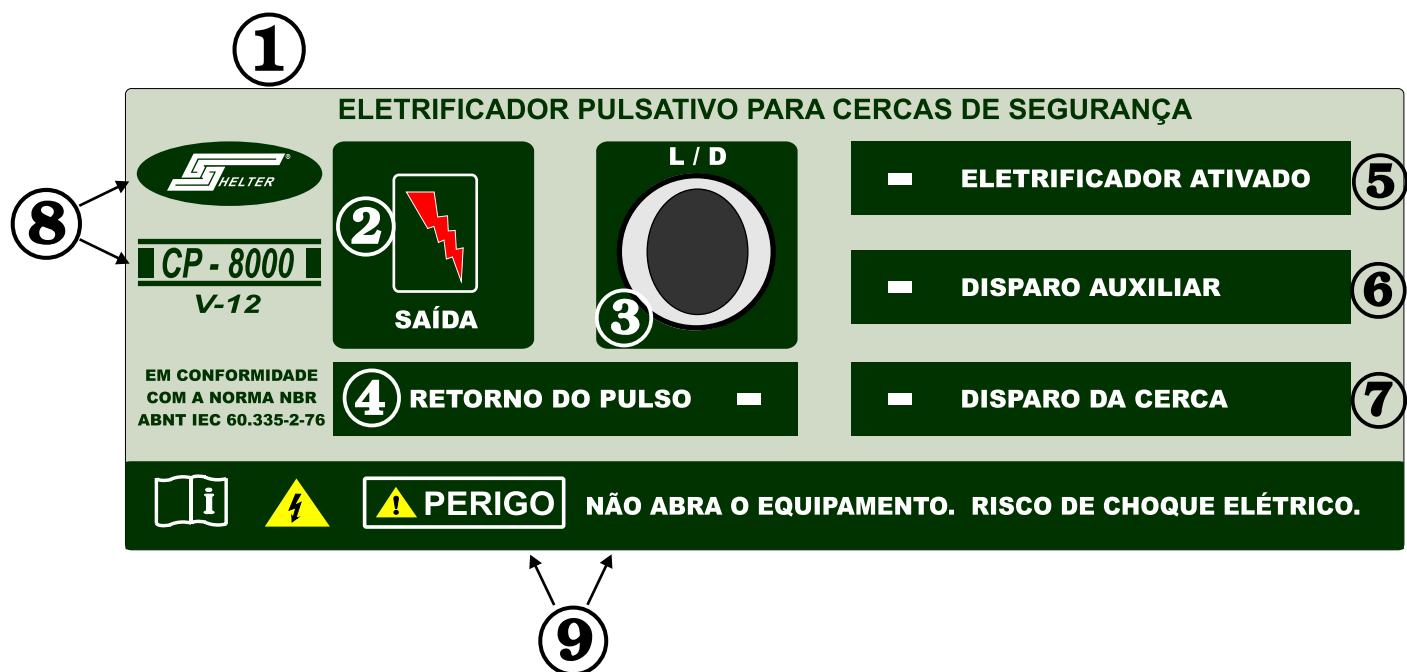 1
ELETRIFICADOR PULSATIVO PARA CERCAS DE SEGURANÇA
8
SHELTER®
CP - 8000
V-12
EM CONFORMIDADE
COM A NORMA NBR
ABNT IEC 60.335-2-76
2
SAÍDA
L / D
3
4 RETORNO DO PULSO
ELETRIFICADOR ATIVADO 5
DISPARO AUXILIAR 6
DISPARO DA CERCA 7
i
! PERIGO NÃO ABRA O EQUIPAMENTO. RISCO DE CHOQUE ELÉTRICO.
9